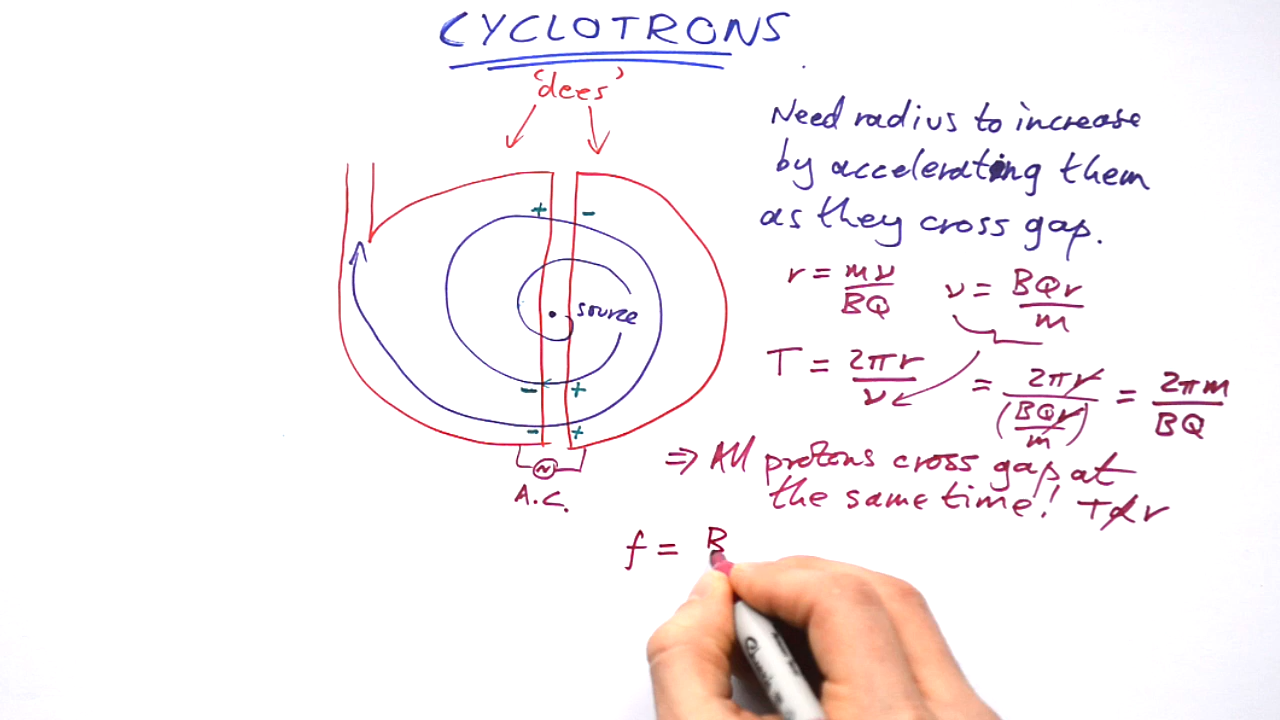 CYCLOTRONS
'dees'
+ -
source
- +
- +
A.C.
Need radius to increase
by accelerating them
as they cross gap.
r = mv/BQ v = BQr/m
T = 2πr/v = 2πr/(BQr/m) = 2πm/BQ
⇒ All protons cross gap at
the same time! T∝̸r
f = B